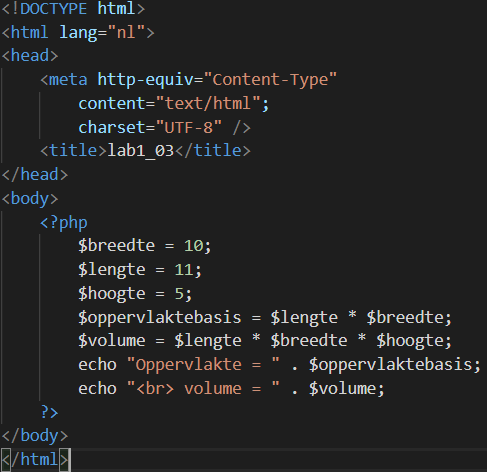 <!DOCTYPE html>
<html lang="nl">
<head>
    <meta http-equiv="Content-Type"
        content="text/html";
        charset="UTF-8" />
    <title>lab1_03</title>
</head>
<body>
    <?php
        $breedte = 10;
        $lengte = 11;
        $hoogte = 5;
        $oppervlaktebasis = $lengte * $breedte;
        $volume = $lengte * $breedte * $hoogte;
        echo "Oppervlakte = " . $oppervlaktebasis;
        echo "<br> volume = " . $volume;
    ?>
</body>
</html>